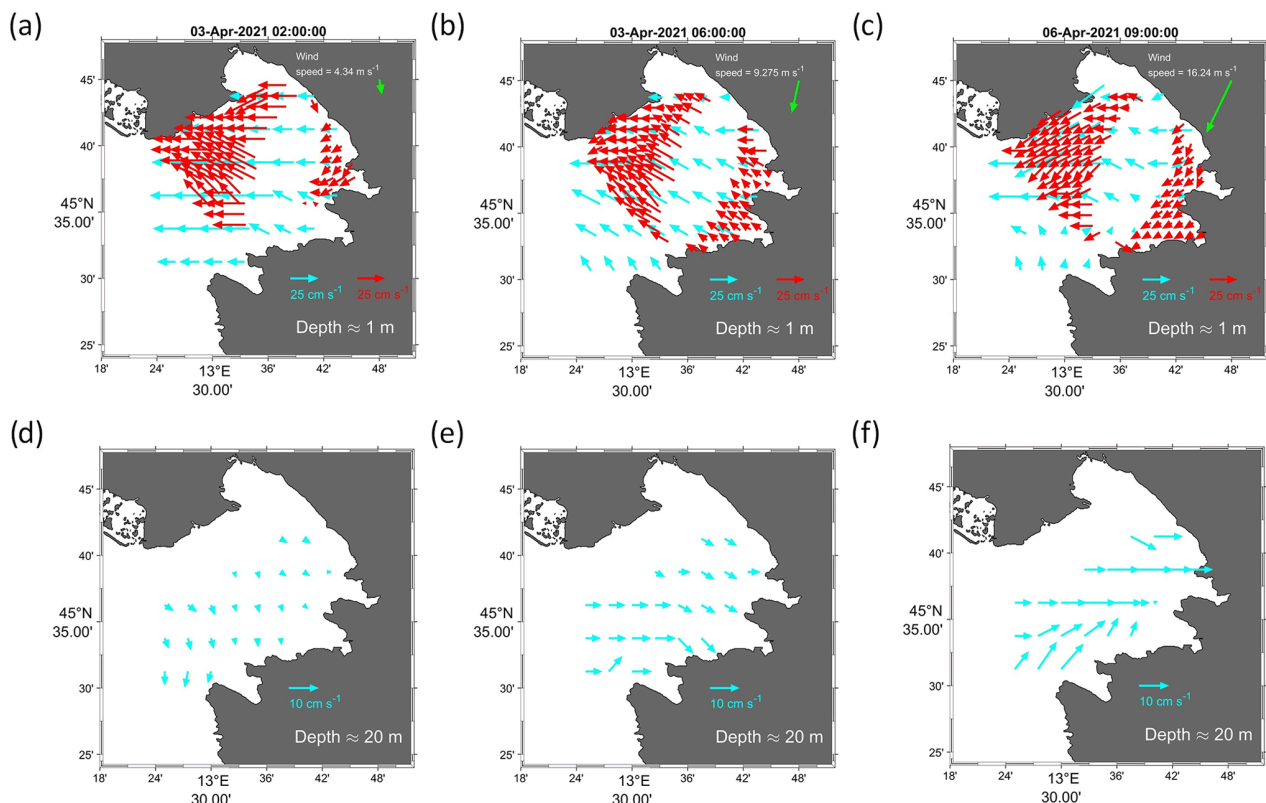 (a)
03-Apr-2021 02:00:00
Wind
speed = 4.34 m s⁻¹
45'
40'
45°N
35.00'
30'
25'
25 cm s⁻¹
25 cm s⁻¹
Depth ≈ 1 m
18' 24' 13°E 36' 42' 48'
30.00'
(b)
03-Apr-2021 06:00:00
Wind
speed = 9.275 m s⁻¹
45'
40'
45°N
35.00'
30'
25'
25 cm s⁻¹
25 cm s⁻¹
Depth ≈ 1 m
18' 24' 13°E 36' 42' 48'
30.00'
(c)
06-Apr-2021 09:00:00
Wind
speed = 16.24 m s⁻¹
45'
40'
45°N
35.00'
30'
25'
25 cm s⁻¹
25 cm s⁻¹
Depth ≈ 1 m
18' 24' 13°E 36' 42' 48'
30.00'
(d)
45'
40'
45°N
35.00'
30'
25'
10 cm s⁻¹
Depth ≈ 20 m
18' 24' 13°E 36' 42' 48'
30.00'
(e)
45'
40'
45°N
35.00'
30'
25'
10 cm s⁻¹
Depth ≈ 20 m
18' 24' 13°E 36' 42' 48'
30.00'
(f)
45'
40'
45°N
35.00'
30'
25'
10 cm s⁻¹
Depth ≈ 20 m
18' 24' 13°E 36' 42' 48'
30.00'